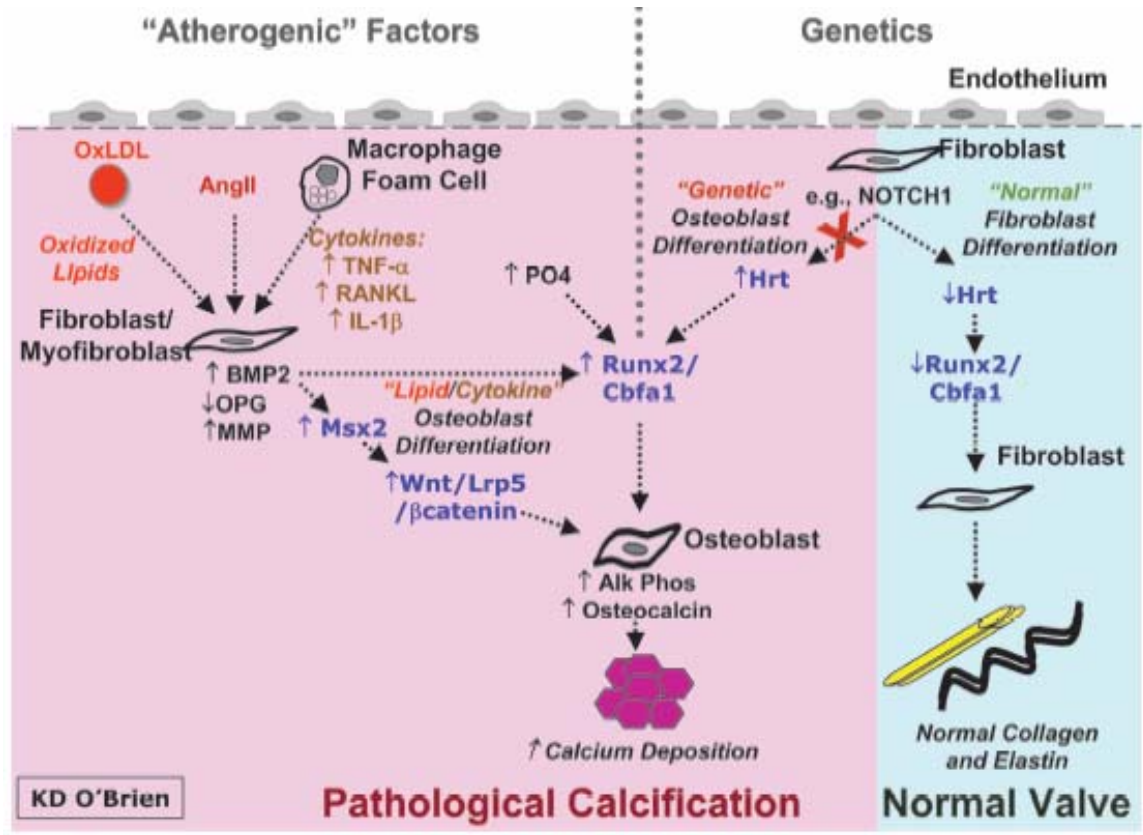 "Atherogenic" Factors
Genetics
Endothelium
OxLDL
AngII
Macrophage
Foam Cell
Oxidized
LIpids
Cytokines:
↑ TNF-α
↑ RANKL
↑ IL-1β
Fibroblast/
Myofibroblast
↑ BMP2
↓OPG
↑MMP
"Lipid/Cytokine"
Osteoblast
Differentiation
↑ Msx2
↑Wnt/Lrp5
/βcatenin
↑ PO4
Fibroblast
e.g., NOTCH1
"Genetic"
Osteoblast
Differentiation
X
↑Hrt
↑ Runx2/
Cbfa1
Osteoblast
↑ Alk Phos
↑ Osteocalcin
↑ Calcium Deposition
"Normal"
Fibroblast
Differentiation
↓Hrt
↓Runx2/
Cbfa1
Fibroblast
Normal Collagen
and Elastin
KD O'Brien
Pathological Calcification
Normal Valve